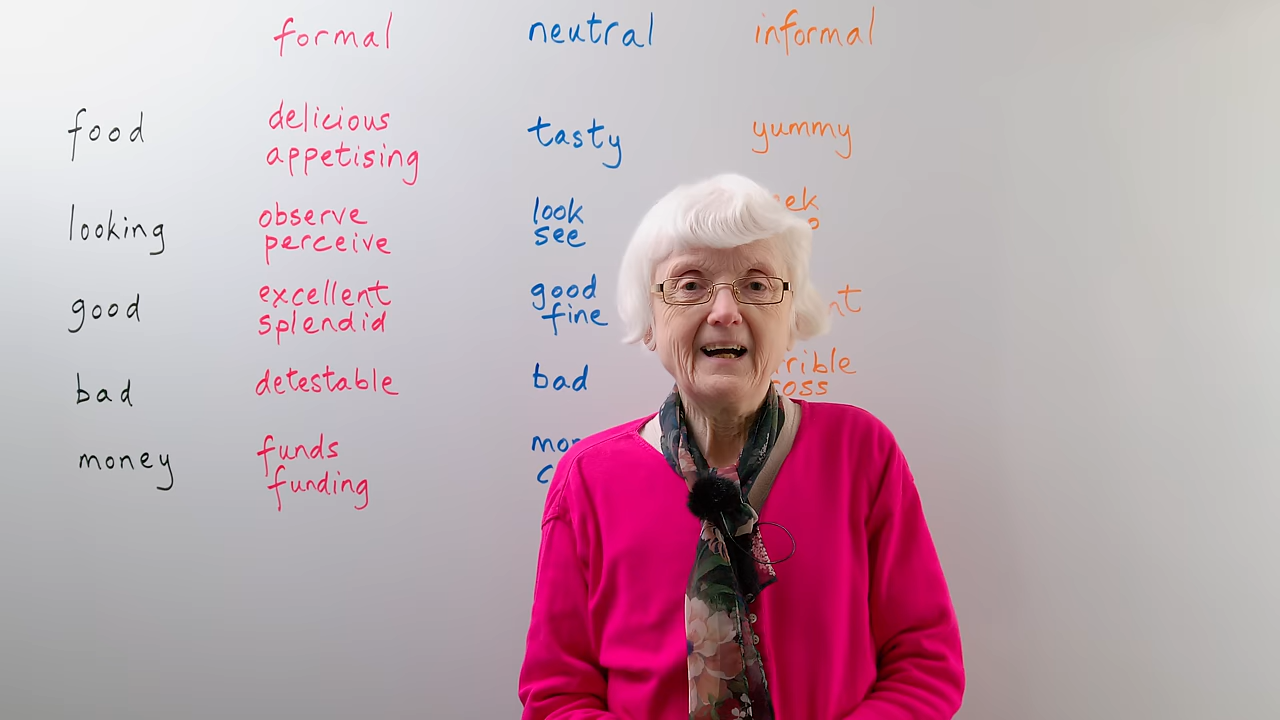 formal neutral informal
food delicious tasty yummy
appetising
looking observe look
perceive see
good excellent good
splendid fine
bad detestable bad
money funds
funding